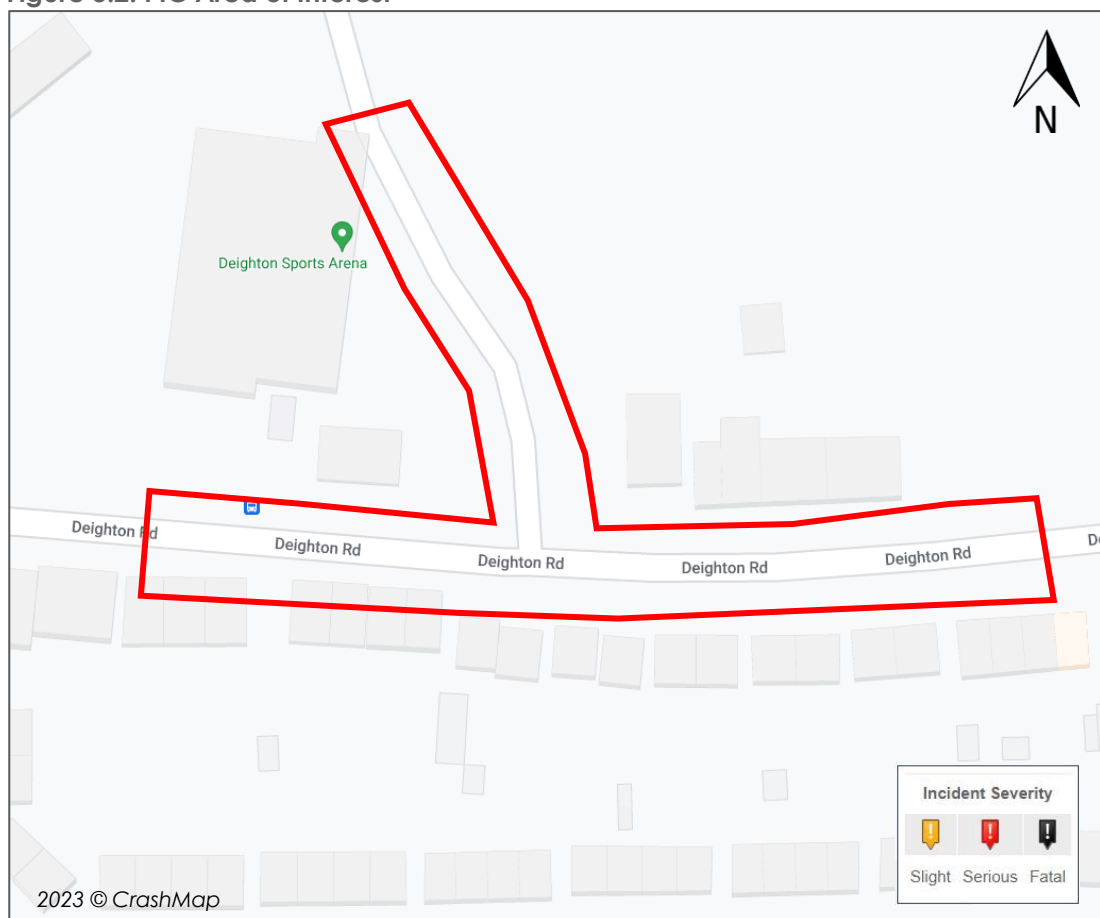 N
Deighton Sports Arena
Deighton Rd
Deighton Rd
Deighton Rd
Deighton Rd
Deighton Rd
Incident Severity
Slight Serious Fatal
2023 © CrashMap